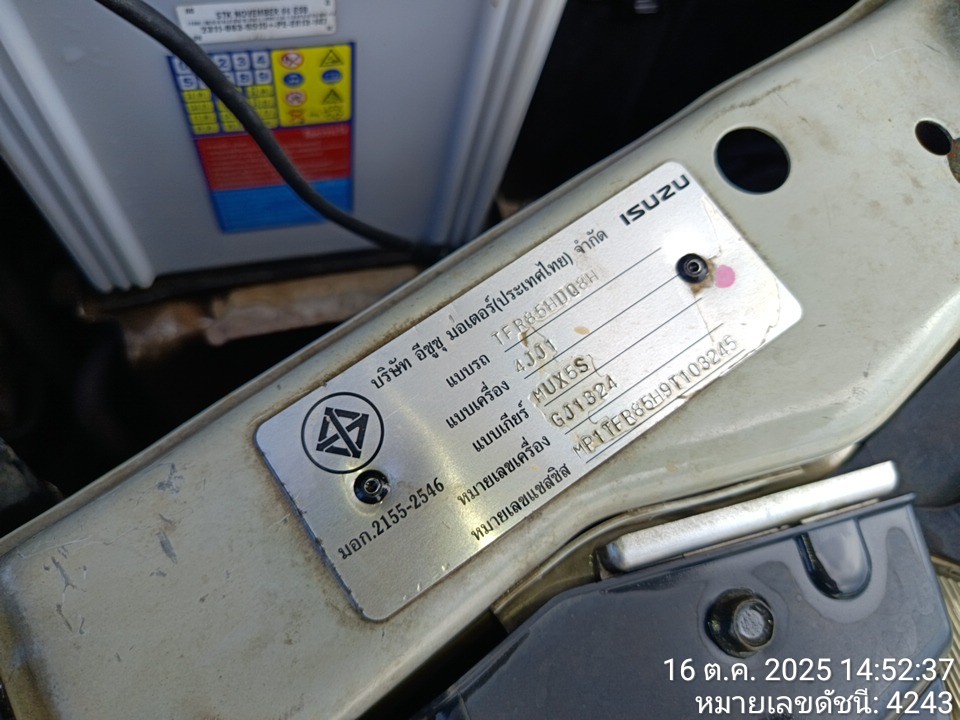 ISUZU
บริษัท อีซูซุ มอเตอร์(ประเทศไทย) จำกัด
แบบรถ TFR85HDQ8H
แบบเครื่อง 4JJ1
แบบเกียร์ MUX5S
หมายเลขเครื่อง GJ1324
หมายเลขแชสซิส MP1TFR85H9T103245
มอก.2155-2546
16 ต.ค. 2025 14:52:37
หมายเลขดัชนี: 4243